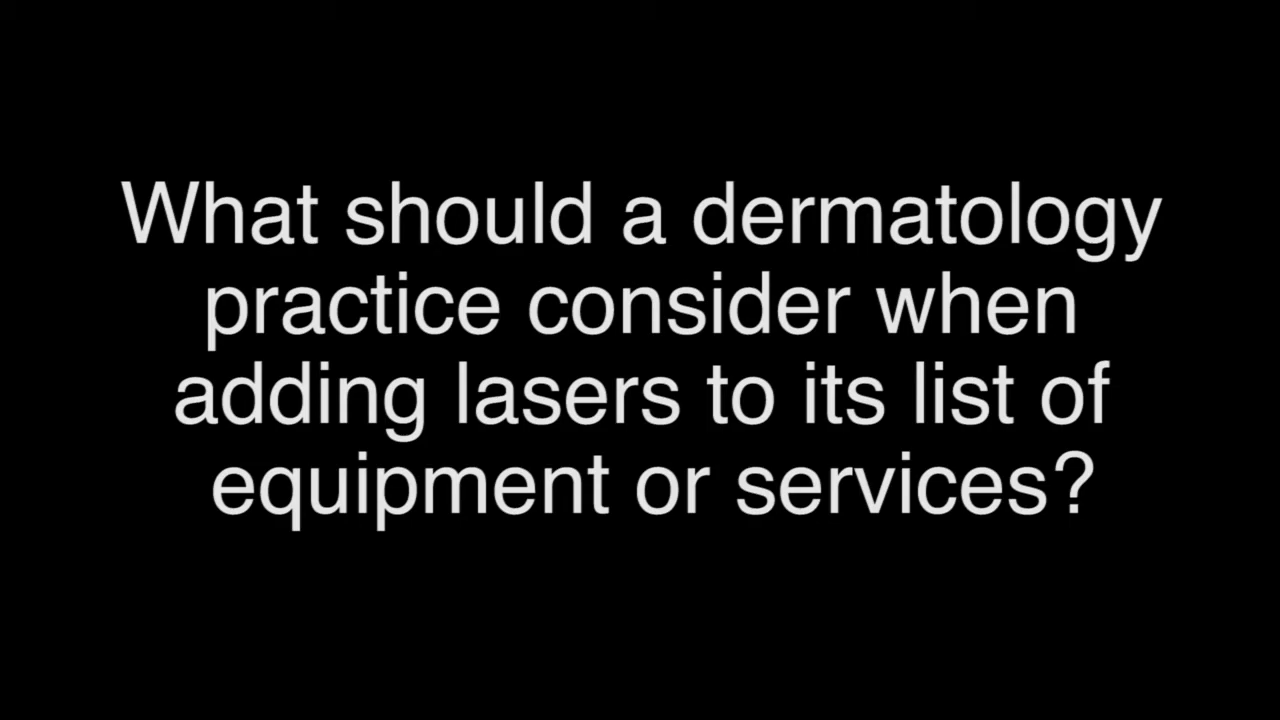 What should a dermatology
practice consider when
adding lasers to its list of
equipment or services?